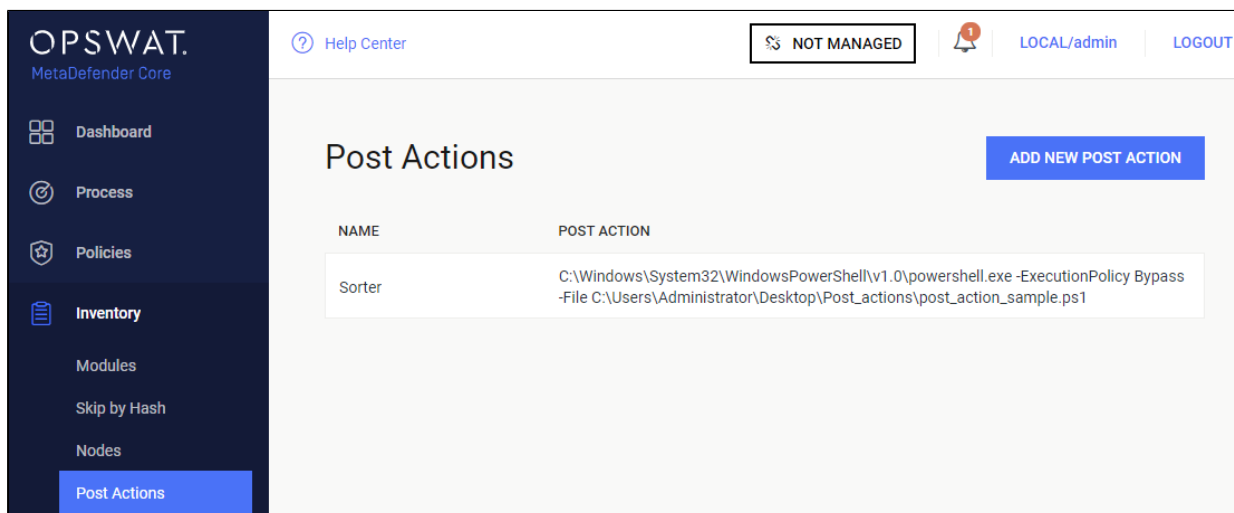 OPSWAT.
MetaDefender Core
Help Center
NOT MANAGED
1
LOCAL/admin
LOGOUT
Dashboard
Process
Policies
Inventory
Modules
Skip by Hash
Nodes
Post Actions
Post Actions
ADD NEW POST ACTION
NAME POST ACTION
Sorter
C:\Windows\System32\WindowsPowerShell\v1.0\powershell.exe -ExecutionPolicy Bypass
-File C:\Users\Administrator\Desktop\Post_actions\post_action_sample.ps1